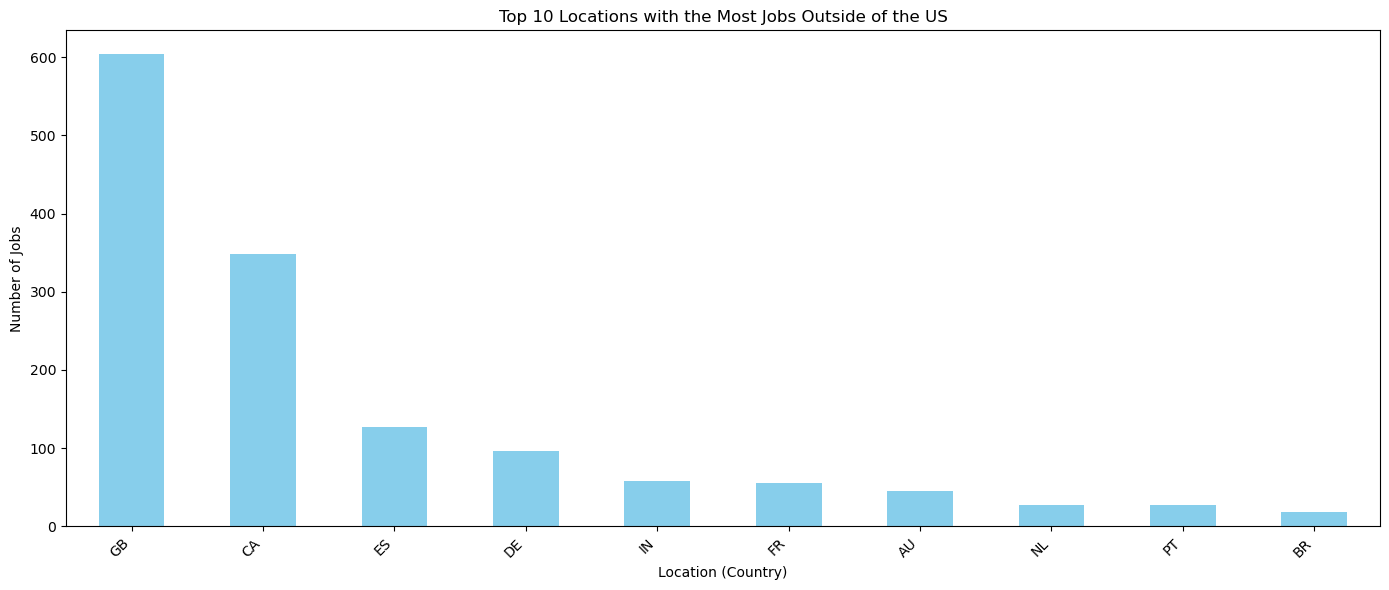 Top 10 Locations with the Most Jobs Outside of the US
Number of Jobs
600
500
400
300
200
100
0
GB CA ES DE IN FR AU NL PT BR
Location (Country)